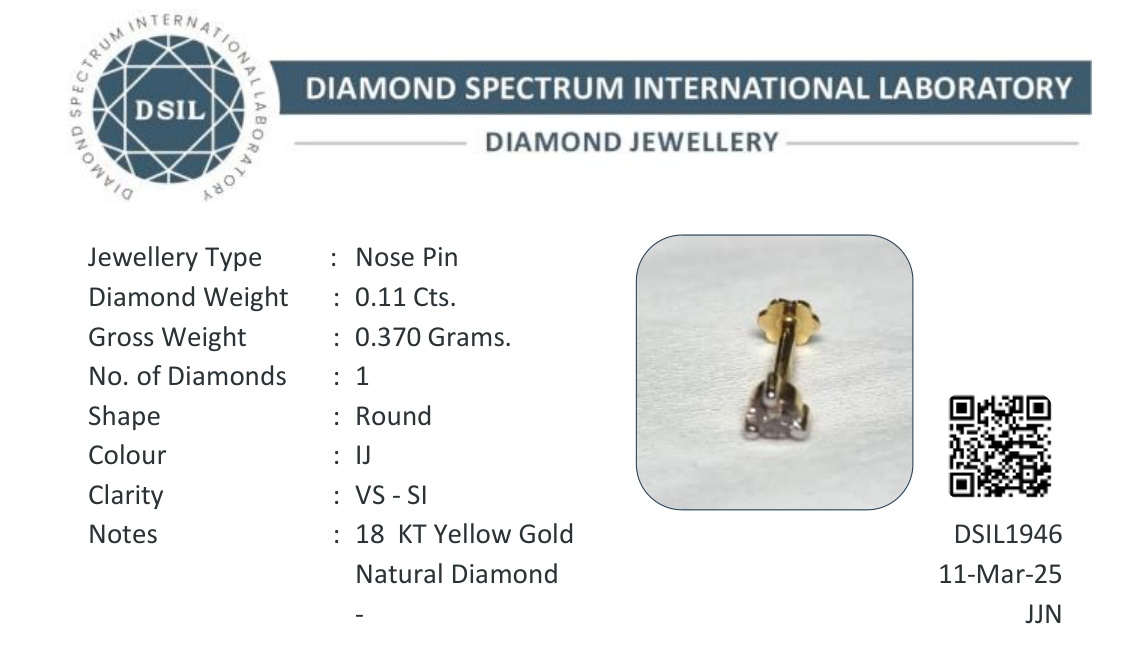 DIAMOND SPECTRUM INTERNATIONAL LABORATORY
DSIL
DIAMOND SPECTRUM INTERNATIONAL LABORATORY
DIAMOND JEWELLERY
Jewellery Type : Nose Pin
Diamond Weight : 0.11 Cts.
Gross Weight : 0.370 Grams.
No. of Diamonds : 1
Shape : Round
Colour : IJ
Clarity : VS - SI
Notes : 18 KT Yellow Gold
Natural Diamond
-
DSIL1946
11-Mar-25
JJN